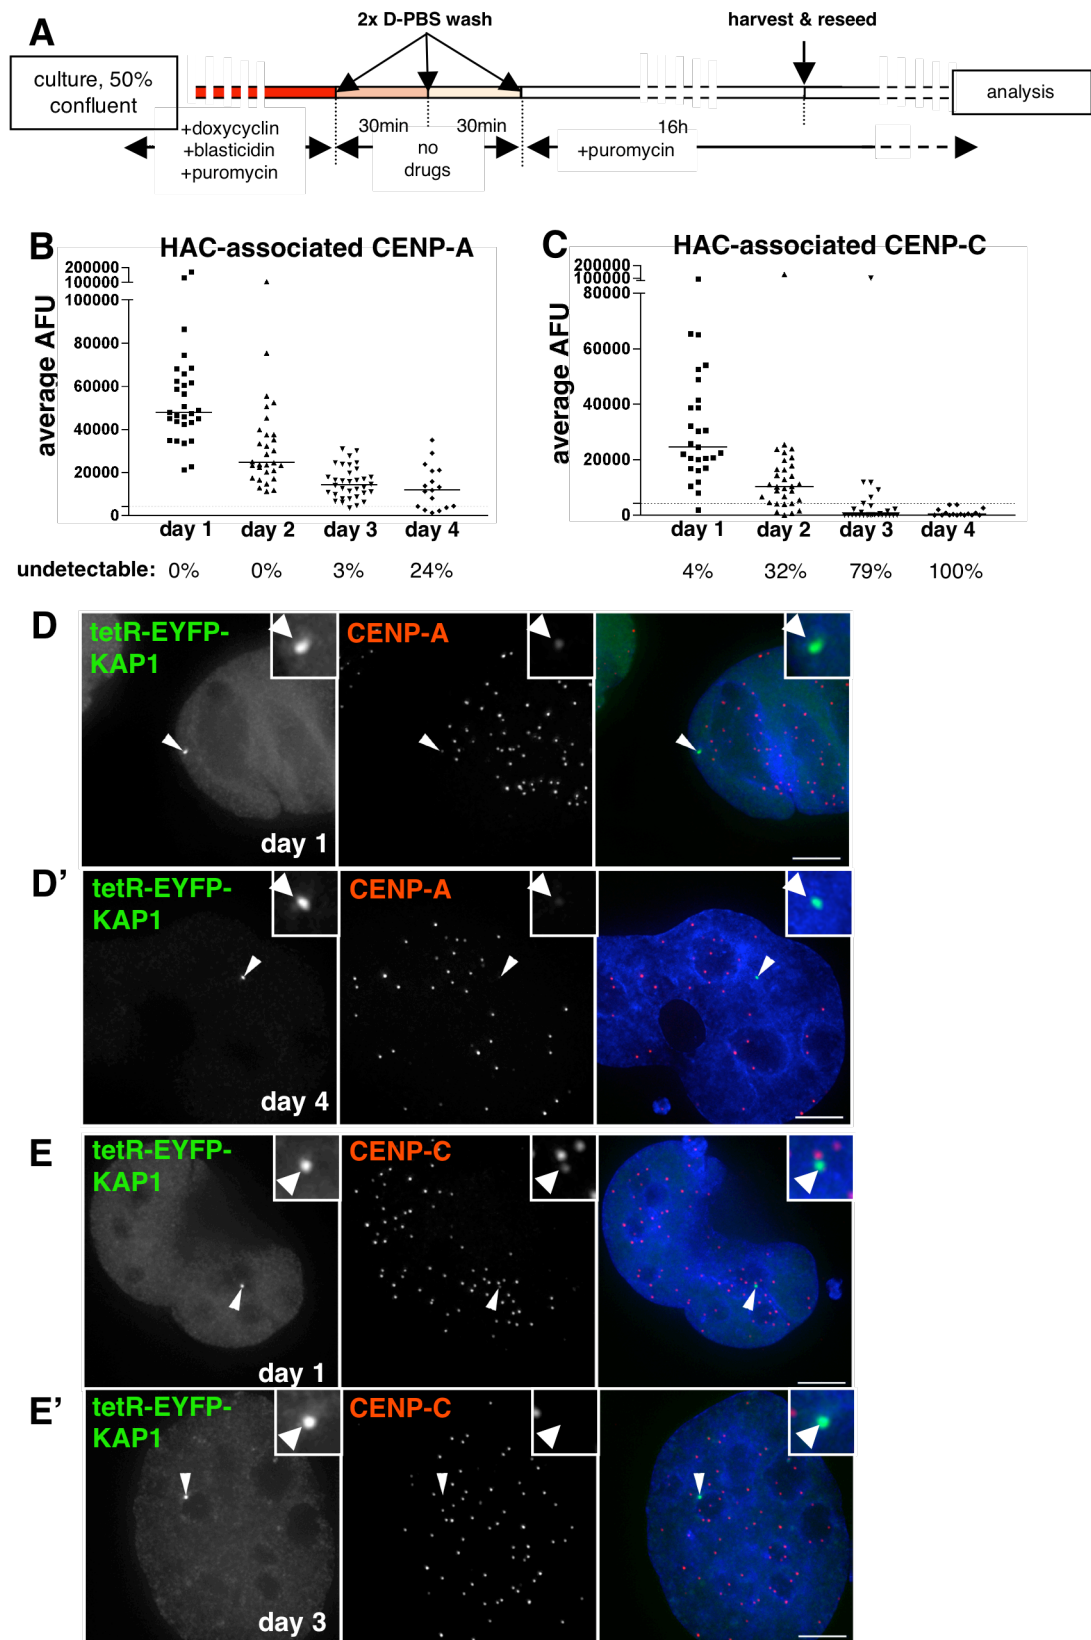 A
2x D-PBS wash
harvest & reseed
culture, 50%
confluent
analysis
+doxycyclin
+blasticidin
+puromycin
30min
30min
no
drugs
16h
+puromycin
B
HAC-associated CENP-A
average AFU
200000
100000
100000
80000
60000
40000
20000
0
day 1
day 2
day 3
day 4
undetectable:
0%
0%
3%
24%
C
HAC-associated CENP-C
average AFU
200000
100000
80000
60000
40000
20000
0
day 1
day 2
day 3
day 4
4%
32%
79%
100%
D
tetR-EYFP-
KAP1
CENP-A
day 1
D’
tetR-EYFP-
KAP1
CENP-A
day 4
E
tetR-EYFP-
KAP1
CENP-C
day 1
E’
tetR-EYFP-
KAP1
CENP-C
day 3